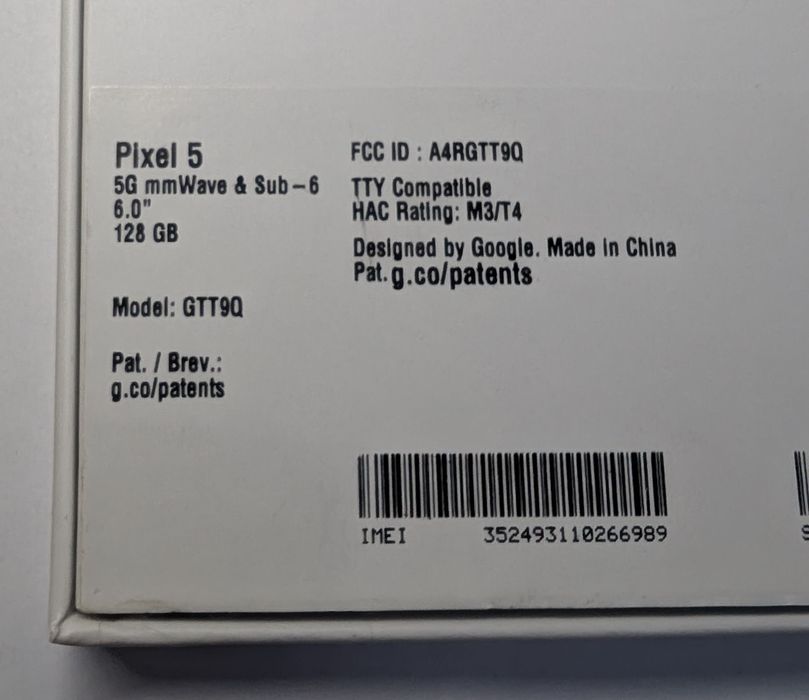 Pixel 5
5G mmWave & Sub-6
6.0"
128 GB
Model: GTT9Q
Pat. / Brev.:
g.co/patents
FCC ID : A4RGTT9Q
TTY Compatible
HAC Rating: M3/T4
Designed by Google. Made in China
Pat. g.co/patents
IMEI 352493110266989